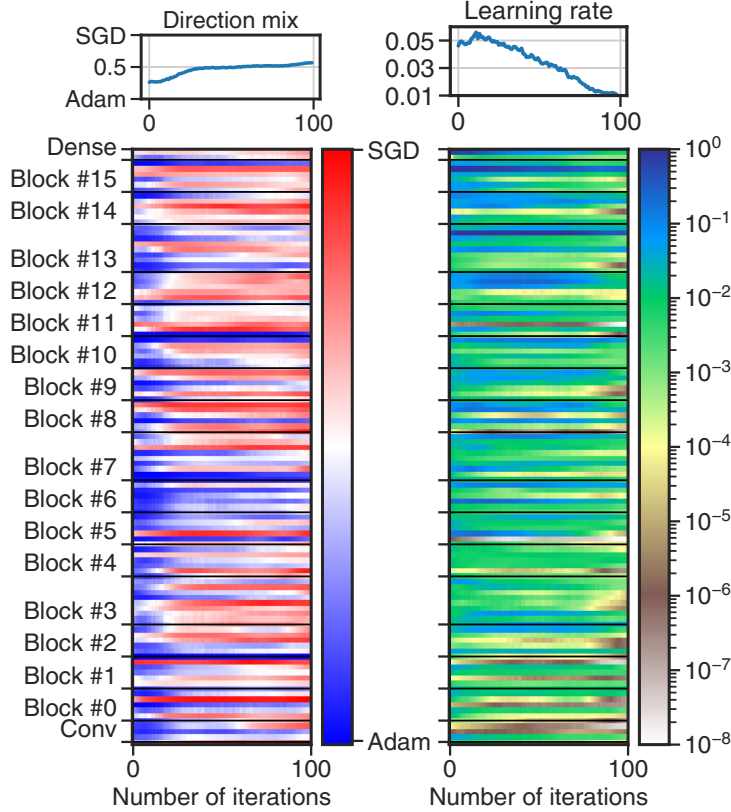 Direction mix
Learning rate
SGD
0.5
Adam
0
100
0.05
0.03
0.01
0
100
Dense
Block #15
Block #14
Block #13
Block #12
Block #11
Block #10
Block #9
Block #8
Block #7
Block #6
Block #5
Block #4
Block #3
Block #2
Block #1
Block #0
Conv
0
100
Number of iterations
SGD
Adam
0
100
Number of iterations
10⁰
10⁻¹
10⁻²
10⁻³
10⁻⁴
10⁻⁵
10⁻⁶
10⁻⁷
10⁻⁸